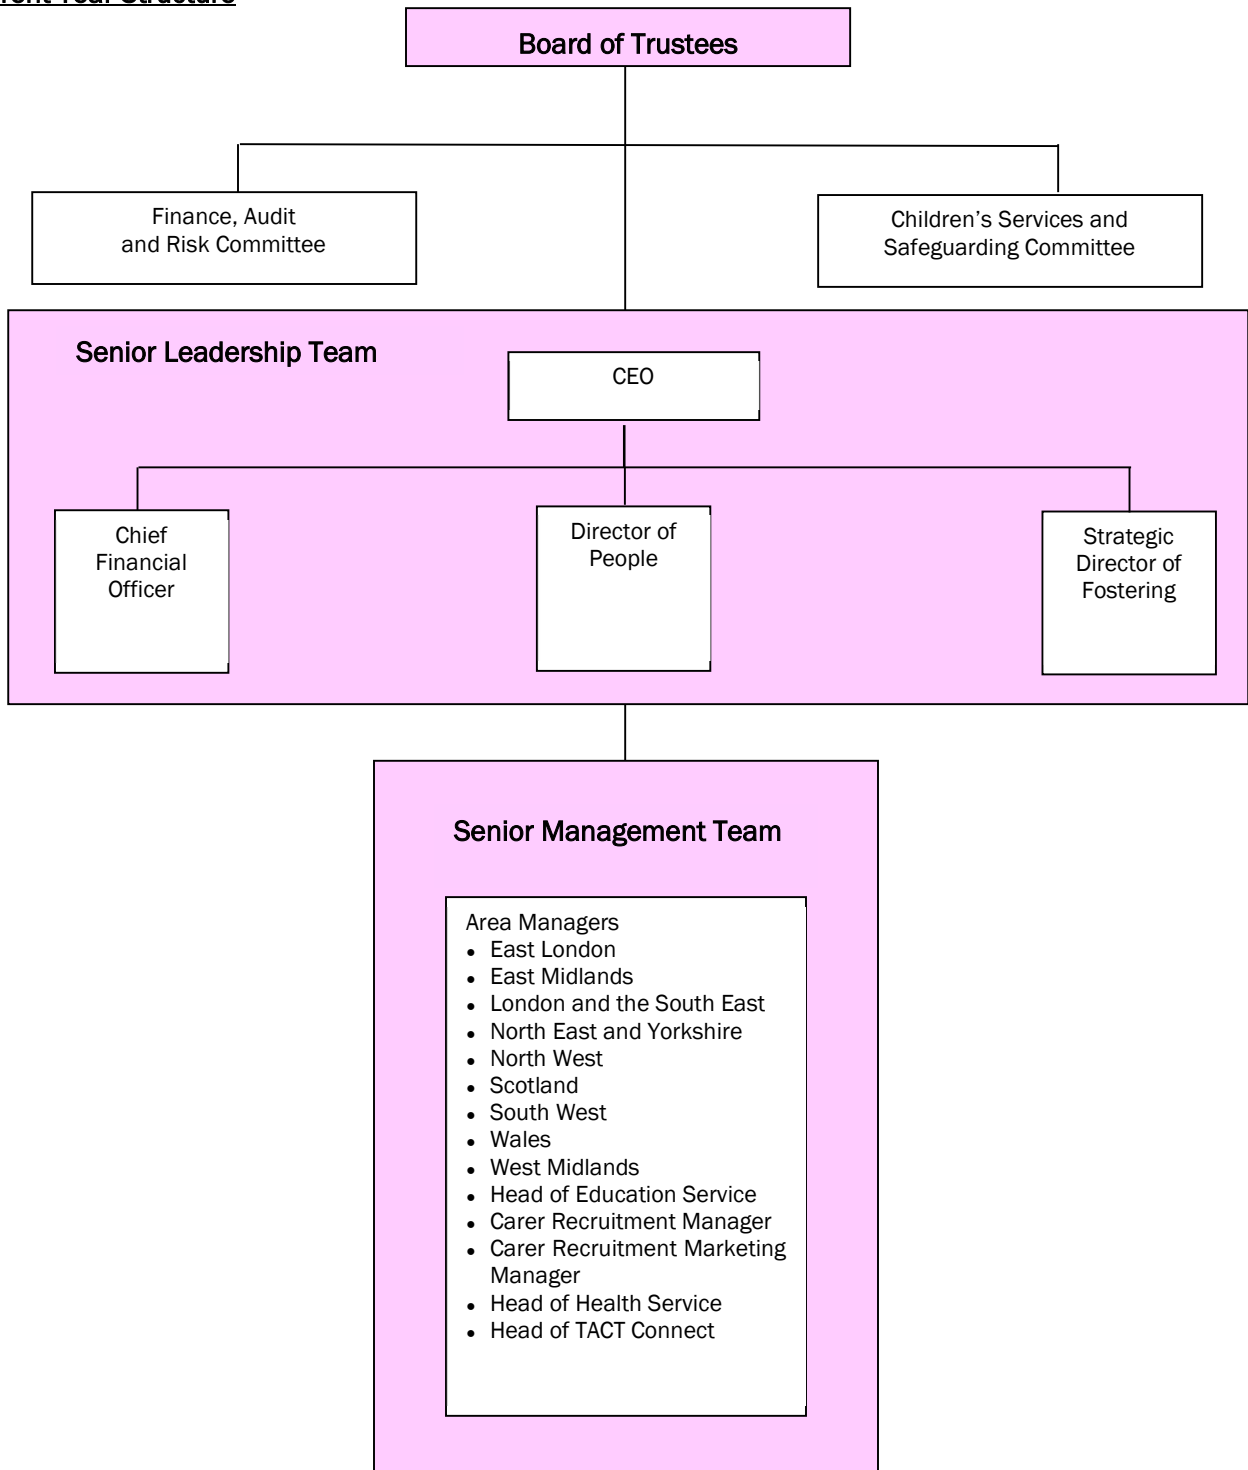 Year Structure
Board of Trustees
Finance, Audit
and Risk Committee
Children’s Services and
Safeguarding Committee
Senior Leadership Team
CEO
Chief
Financial
Officer
Director of
People
Strategic
Director of
Fostering
Senior Management Team
Area Managers
• East London
• East Midlands
• London and the South East
• North East and Yorkshire
• North West
• Scotland
• South West
• Wales
• West Midlands
• Head of Education Service
• Carer Recruitment Manager
• Carer Recruitment Marketing
Manager
• Head of Health Service
• Head of TACT Connect